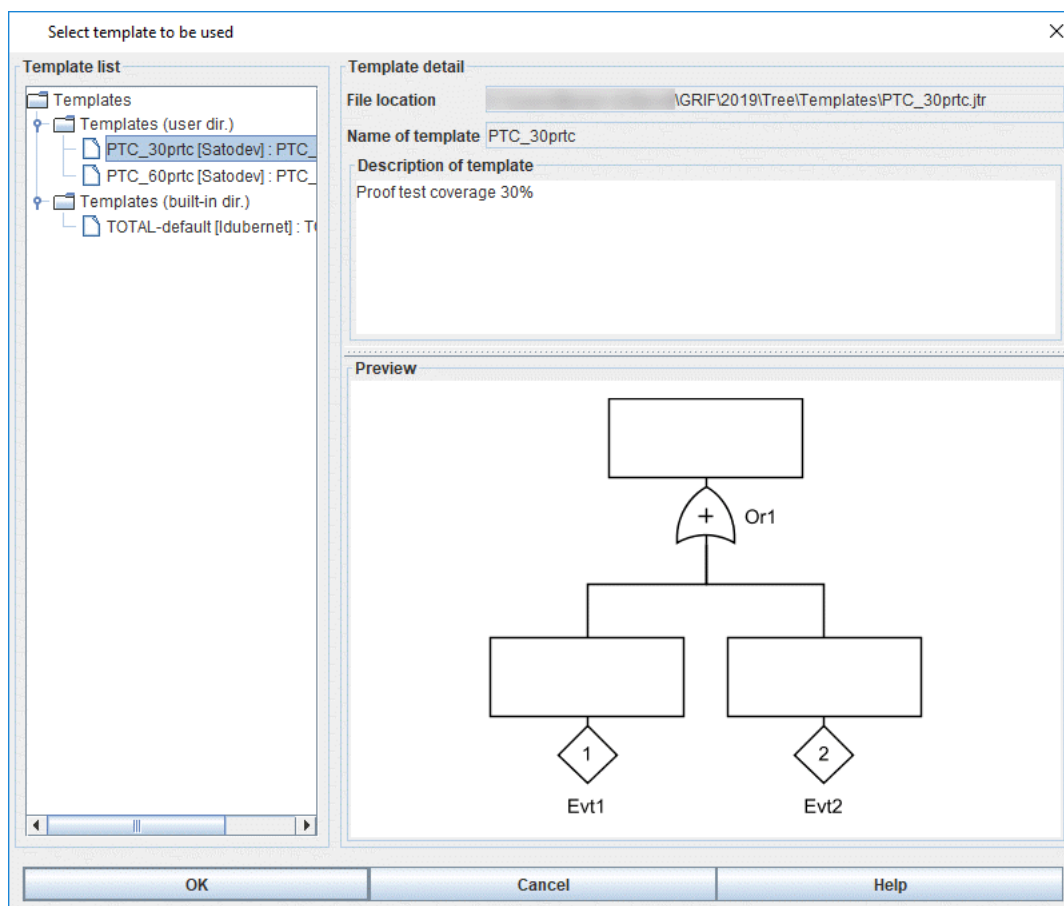 Select template to be used
Template list
Templates
Templates (user dir.)
PTC_30prtc [Satodev] : PTC_
PTC_60prtc [Satodev] : PTC_
Templates (built-in dir.)
TOTAL-default [ldubernet] : TO
Template detail
File location \GRIF\2019\Tree\Templates\PTC_30prtc.jtr
Name of template PTC_30prtc
Description of template
Proof test coverage 30%
Preview
+ Or1
1 2
Evt1 Evt2
OK Cancel Help